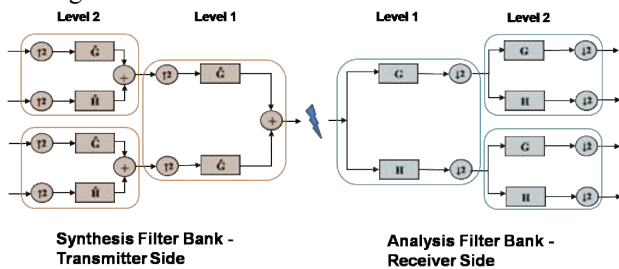 Level 2
Level 1
Level 1
Level 2
↑2 Ĝ
+
↑2 Ĥ
↑2 Ĝ
↑2 Ĝ
+
↑2 Ĥ
↑2 Ĝ
+
G ↓2
H ↓2
G ↓2
H ↓2
G ↓2
H ↓2
Synthesis Filter Bank -
Transmitter Side
Analysis Filter Bank -
Receiver Side